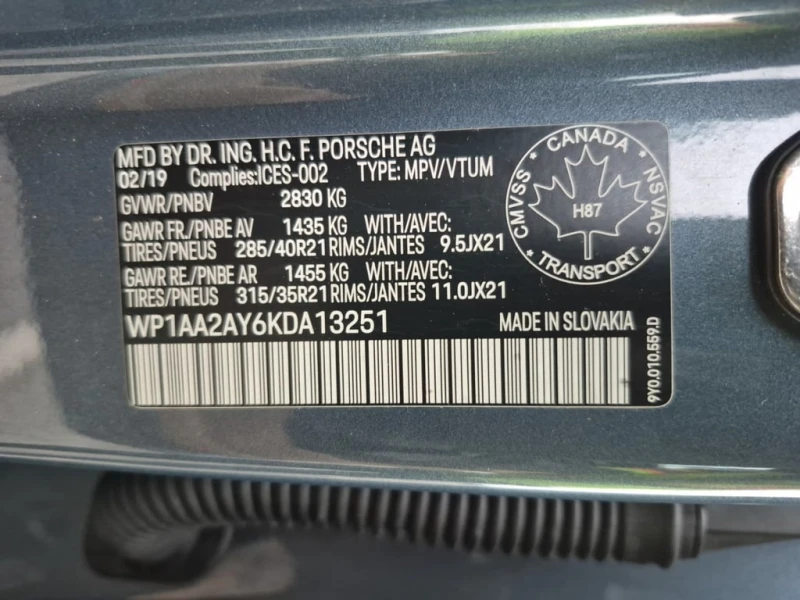 MFD BY DR. ING. H.C. F. PORSCHE AG
02/19 Complies:ICES-002 TYPE: MPV/VTUM
GVWR/PNBV 2830 KG
GAWR FR./PNBE AV 1435 KG WITH/AVEC:
TIRES/PNEUS 285/40R21 RIMS/JANTES 9.5JX21
GAWR RE./PNBE AR 1455 KG WITH/AVEC:
TIRES/PNEUS 315/35R21 RIMS/JANTES 11.0JX21
WP1AA2AY6KDA13251 MADE IN SLOVAKIA
CANADA
CMVSS
NSVAC
H87
TRANSPORT
9Y0.010.559.D